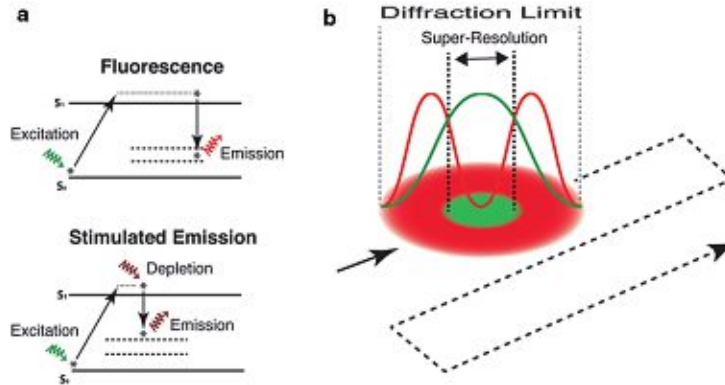 a
Fluorescence
S₁
Excitation
Emission
S₀
Stimulated Emission
Depletion
S₁
Emission
Excitation
S₀
b
Diffraction Limit
Super-Resolution